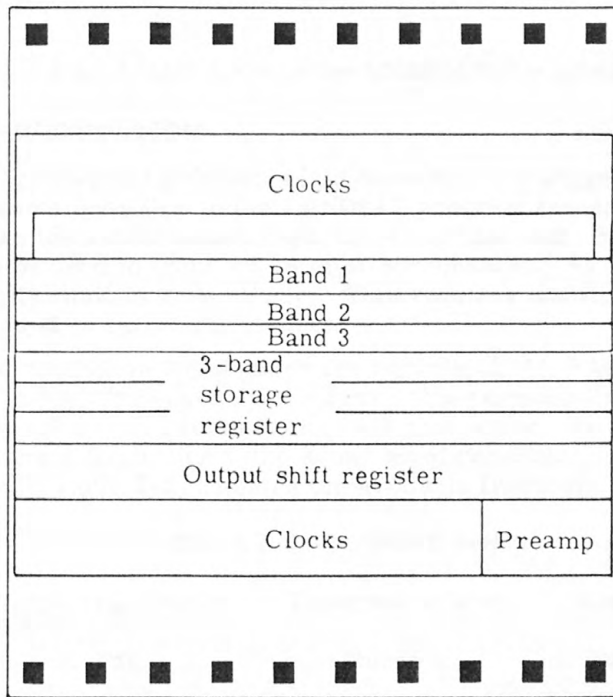 Clocks
Band 1
Band 2
Band 3
3-band
storage
register
Output shift register
Clocks Preamp